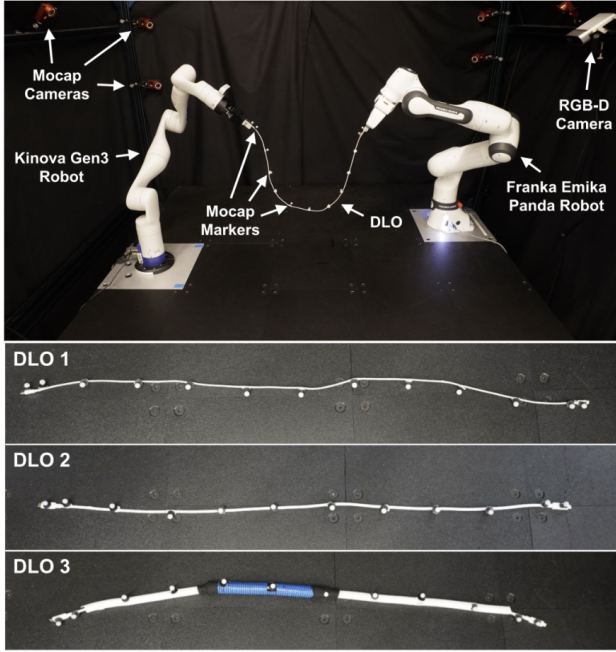 Mocap
Cameras
RGB-D
Camera
Kinova Gen3
Robot
Mocap
Markers
DLO
Franka Emika
Panda Robot
DLO 1
DLO 2
DLO 3